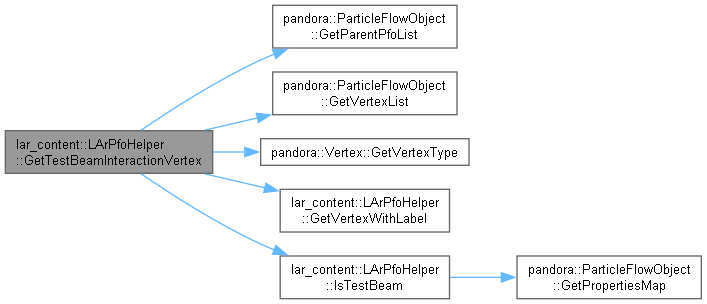 lar_content::LArPfoHelper
::GetTestBeamInteractionVertex
pandora::ParticleFlowObject
::GetParentPfoList
pandora::ParticleFlowObject
::GetVertexList
pandora::Vertex::GetVertexType
lar_content::LArPfoHelper
::GetVertexWithLabel
lar_content::LArPfoHelper
::IsTestBeam
pandora::ParticleFlowObject
::GetPropertiesMap